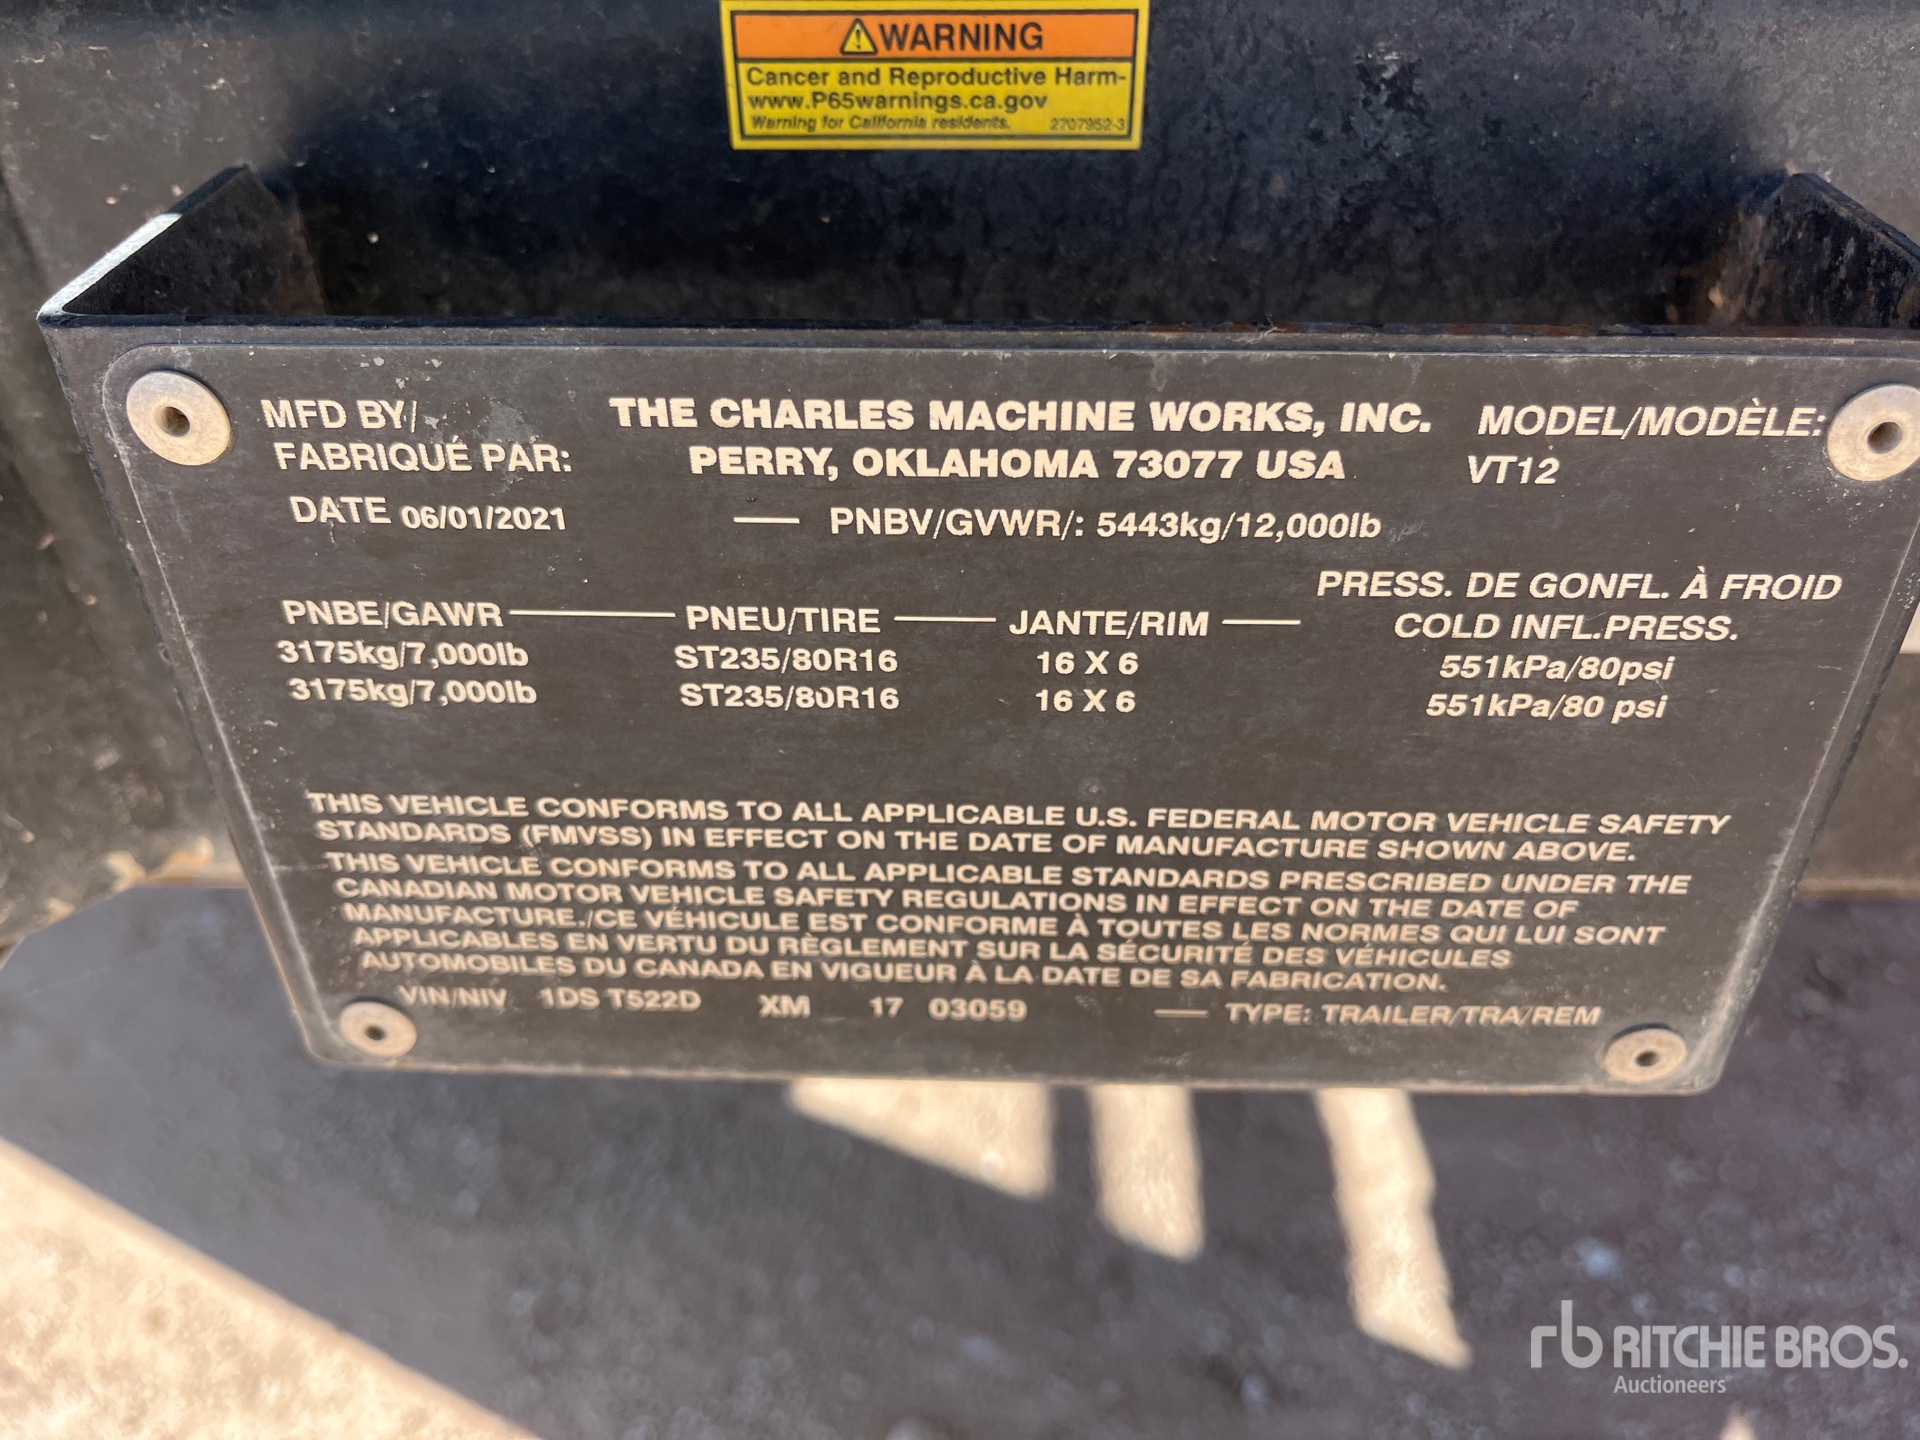 WARNING
Cancer and Reproductive Harm-
www.P65warnings.ca.gov
Warning for California residents. 2707952-3
MFD BY/ THE CHARLES MACHINE WORKS, INC. MODEL/MODÈLE:
FABRIQUÉ PAR: PERRY, OKLAHOMA 73077 USA VT12
DATE 06/01/2021 — PNBV/GVWR/: 5443kg/12,000lb
PRESS. DE GONFL. À FROID
PNBE/GAWR — PNEU/TIRE — JANTE/RIM — COLD INFL.PRESS.
3175kg/7,000lb ST235/80R16 16 X 6 551kPa/80psi
3175kg/7,000lb ST235/80R16 16 X 6 551kPa/80 psi
THIS VEHICLE CONFORMS TO ALL APPLICABLE U.S. FEDERAL MOTOR VEHICLE SAFETY
STANDARDS (FMVSS) IN EFFECT ON THE DATE OF MANUFACTURE SHOWN ABOVE.
THIS VEHICLE CONFORMS TO ALL APPLICABLE STANDARDS PRESCRIBED UNDER THE
CANADIAN MOTOR VEHICLE SAFETY REGULATIONS IN EFFECT ON THE DATE OF
MANUFACTURE./CE VÉHICULE EST CONFORME À TOUTES LES NORMES QUI LUI SONT
APPLICABLES EN VERTU DU RÈGLEMENT SUR LA SÉCURITÉ DES VÉHICULES
AUTOMOBILES DU CANADA EN VIGUEUR À LA DATE DE SA FABRICATION.
VIN/NIV 1DS T522D XM 17 03059 — TYPE: TRAILER/TRA/REM
rb RITCHIE BROS.
Auctioneers